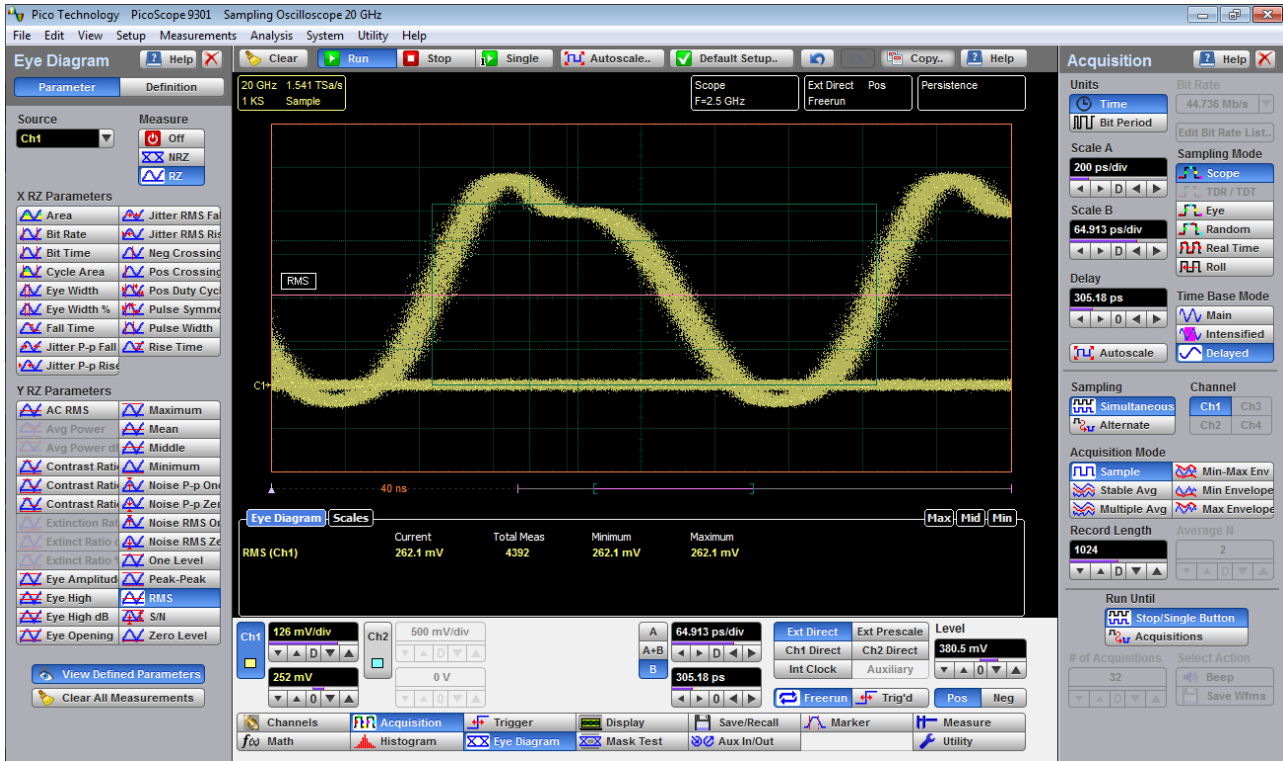 Pico Technology PicoScope 9301 Sampling Oscilloscope 20 GHz
File Edit View Setup Measurements Analysis System Utility Help
Eye Diagram ? Help
Parameter Definition
Source Measure
Ch1 Off
NRZ
RZ
X RZ Parameters
Area Jitter RMS Fal
Bit Rate Jitter RMS Ris
Bit Time Neg Crossing
Cycle Area Pos Crossing
Eye Width Pos Duty Cycl
Eye Width % Pulse Symme
Fall Time Pulse Width
Jitter P-p Fall Rise Time
Jitter P-p Rise
Y RZ Parameters
AC RMS Maximum
Avg Power Mean
Avg Power dB Middle
Contrast Rati Minimum
Contrast Rati Noise P-p One
Contrast Rati Noise P-p Zer
Extinction Rat Noise RMS On
Extinct Ratio Noise RMS Ze
Extinct Ratio One Level
Eye Amplitud Peak-Peak
Eye High RMS
Eye High dB S/N
Eye Opening Zero Level
View Defined Parameters
Clear All Measurements
Clear Run Stop Single Autoscale.. Default Setup.. Copy.. Help
20 GHz 1.541 TSa/s
1 KS Sample
Scope
F=2.5 GHz
Ext Direct Pos
Freerun
Persistence
RMS
C1
40 ns
Eye Diagram Scales Max Mid Min
Current Total Meas Minimum Maximum
RMS (Ch1) 262.1 mV 4392 262.1 mV 262.1 mV
Ch1 126 mV/div Ch2 500 mV/div
D D
252 mV 0 V
0 0
A 64.913 ps/div
A+B D
B 305.18 ps
0
Ext Direct Ext Prescale Level
Ch1 Direct Ch2 Direct 380.5 mV
Int Clock Auxiliary 0
Freerun Trig'd Pos Neg
Channels Acquisition Trigger Display Save/Recall Marker Measure
f(x) Math Histogram Eye Diagram Mask Test Aux In/Out Utility
Acquisition ? Help
Units Bit Rate
Time 44.736 Mb/s
Bit Period Edit Bit Rate List..
Scale A Sampling Mode
200 ps/div Scope
D TDR / TDT
Scale B Eye
64.913 ps/div Random
D Real Time
Roll
Delay
305.18 ps Time Base Mode
0 Main
Intensified
Autoscale Delayed
Sampling Channel
Simultaneous Ch1 Ch3
Alternate Ch2 Ch4
Acquisition Mode
Sample Min-Max Env
Stable Avg Min Envelope
Multiple Avg Max Envelope
Record Length Average N
1024 2
D D
Run Until
Stop/Single Button
Acquisitions
# of Acquisitions Select Action
32 Beep
0 Save Wfms